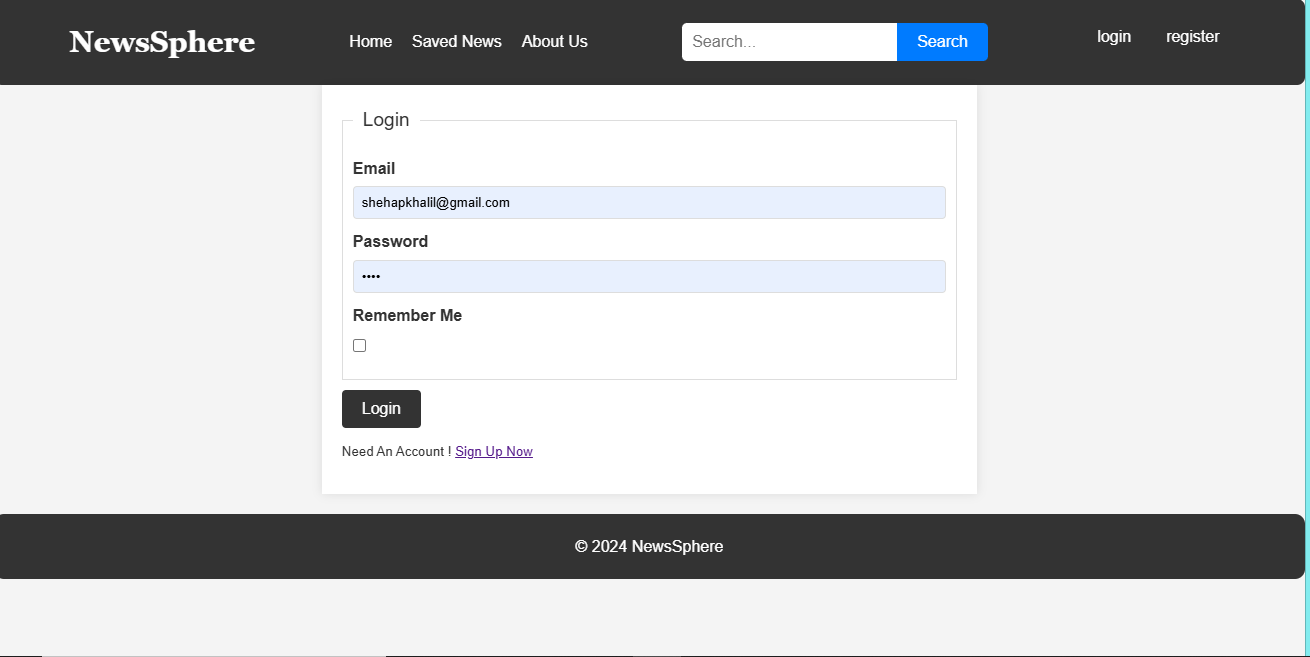 NewsSphere Home Saved News About Us Search... Search login register
Login
Email
shehapkhalil@gmail.com
Password
••••
Remember Me
Login
Need An Account ! Sign Up Now
© 2024 NewsSphere